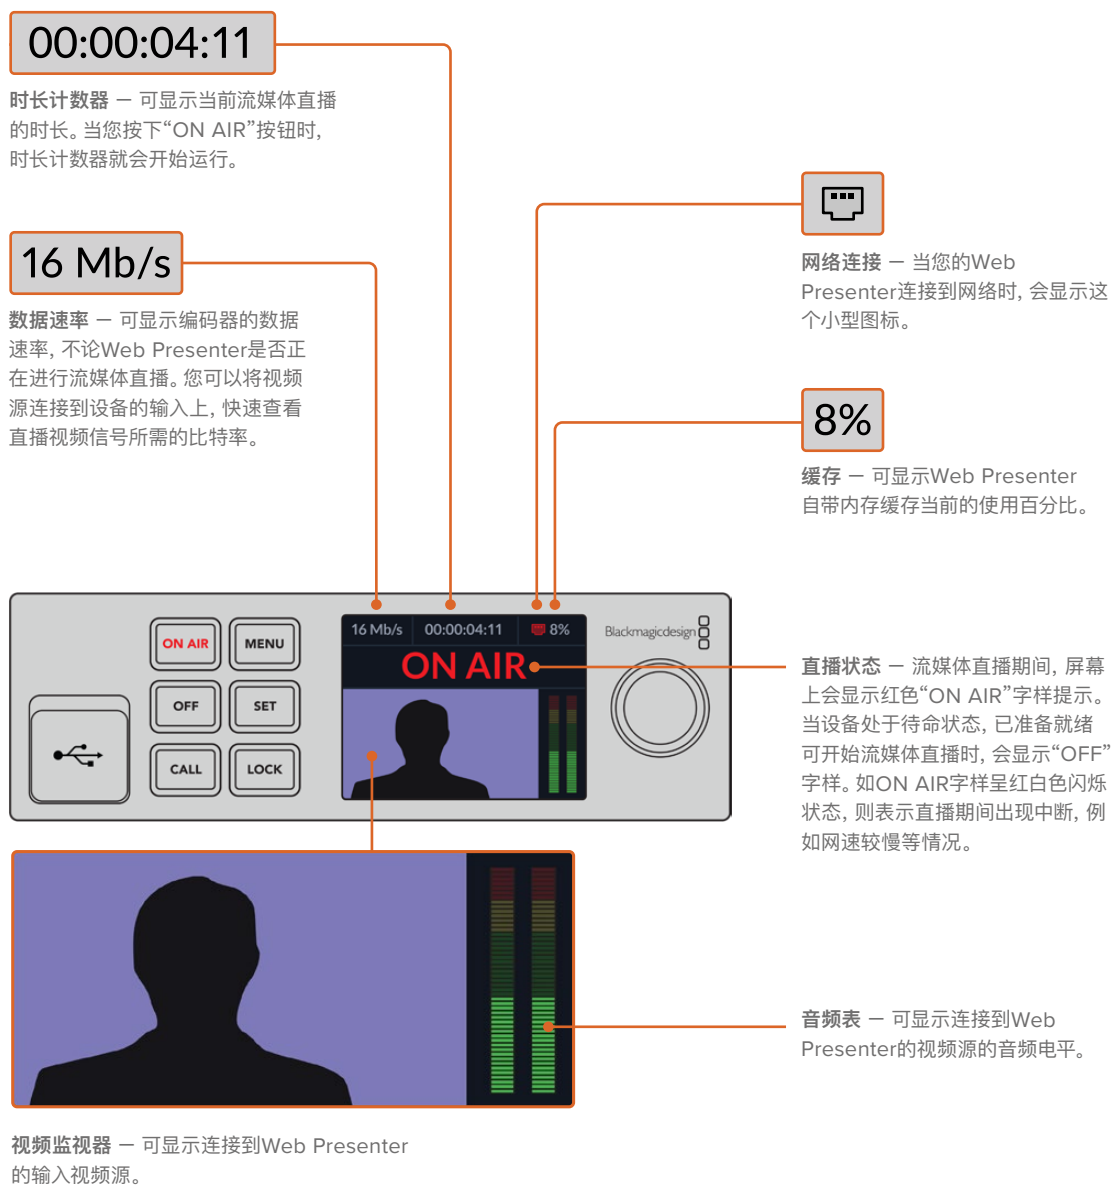 00:00:04:11
时长计数器 — 可显示当前流媒体直播
的时长。当您按下“ON AIR”按钮时,
时长计数器就会开始运行。
16 Mb/s
数据速率 — 可显示编码器的数据
速率, 不论Web Presenter是否正
在进行流媒体直播。您可以将视频
源连接到设备的输入上, 快速查看
直播视频信号所需的比特率。
网络连接 — 当您的Web
Presenter连接到网络时, 会显示这
个小型图标。
8%
缓存 — 可显示Web Presenter
自带内存缓存当前的使用百分比。
ON AIR
MENU
OFF
SET
CALL
LOCK
16 Mb/s 00:00:04:11 8%
ON AIR
Blackmagicdesign
直播状态 — 流媒体直播期间, 屏幕
上会显示红色“ON AIR”字样提示。
当设备处于待命状态, 已准备就绪
可开始流媒体直播时, 会显示“OFF”
字样。如ON AIR字样呈红白色闪烁
状态, 则表示直播期间出现中断, 例
如网速较慢等情况。
音频表 — 可显示连接到Web
Presenter的视频源的音频电平。
视频监视器 — 可显示连接到Web Presenter
的输入视频源。